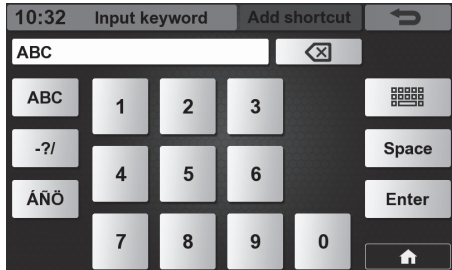 10:32 Input keyword Add shortcut
ABC
ABC 1 2 3
-?/ Space
4 5 6
ÁÑÖ Enter
7 8 9 0